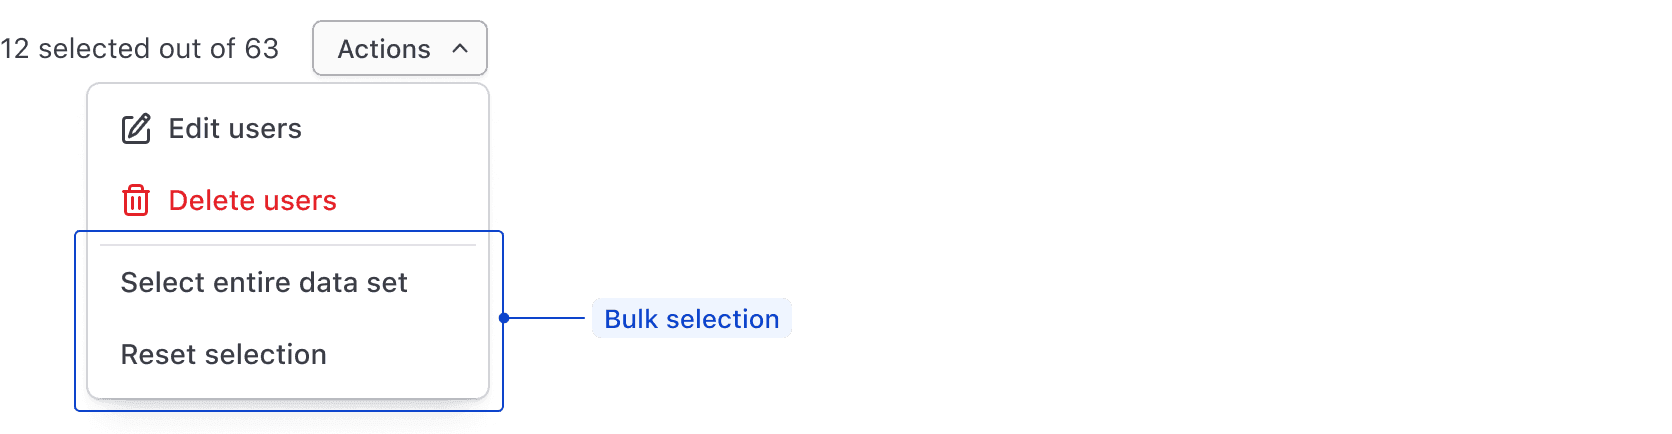 12 selected out of 63 Actions
Edit users
Delete users
Select entire data set
Bulk selection
Reset selection